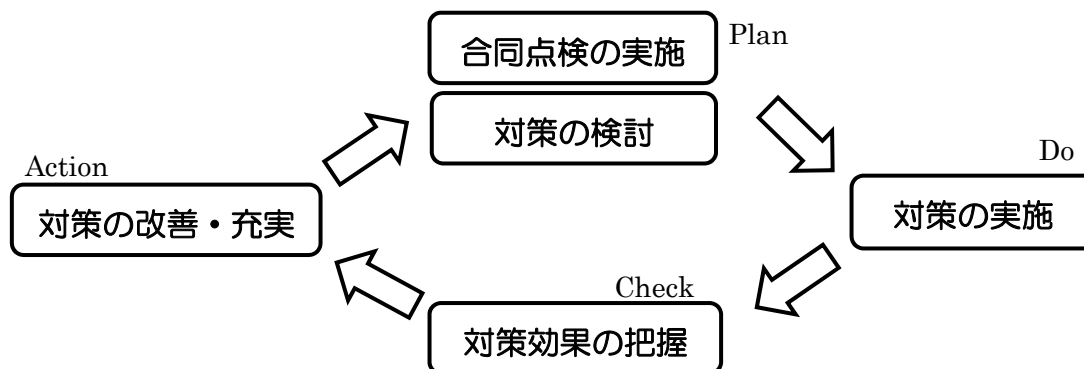 合同点検の実施
Plan
対策の検討
Do
対策の実施
Check
対策効果の把握
Action
対策の改善・充実